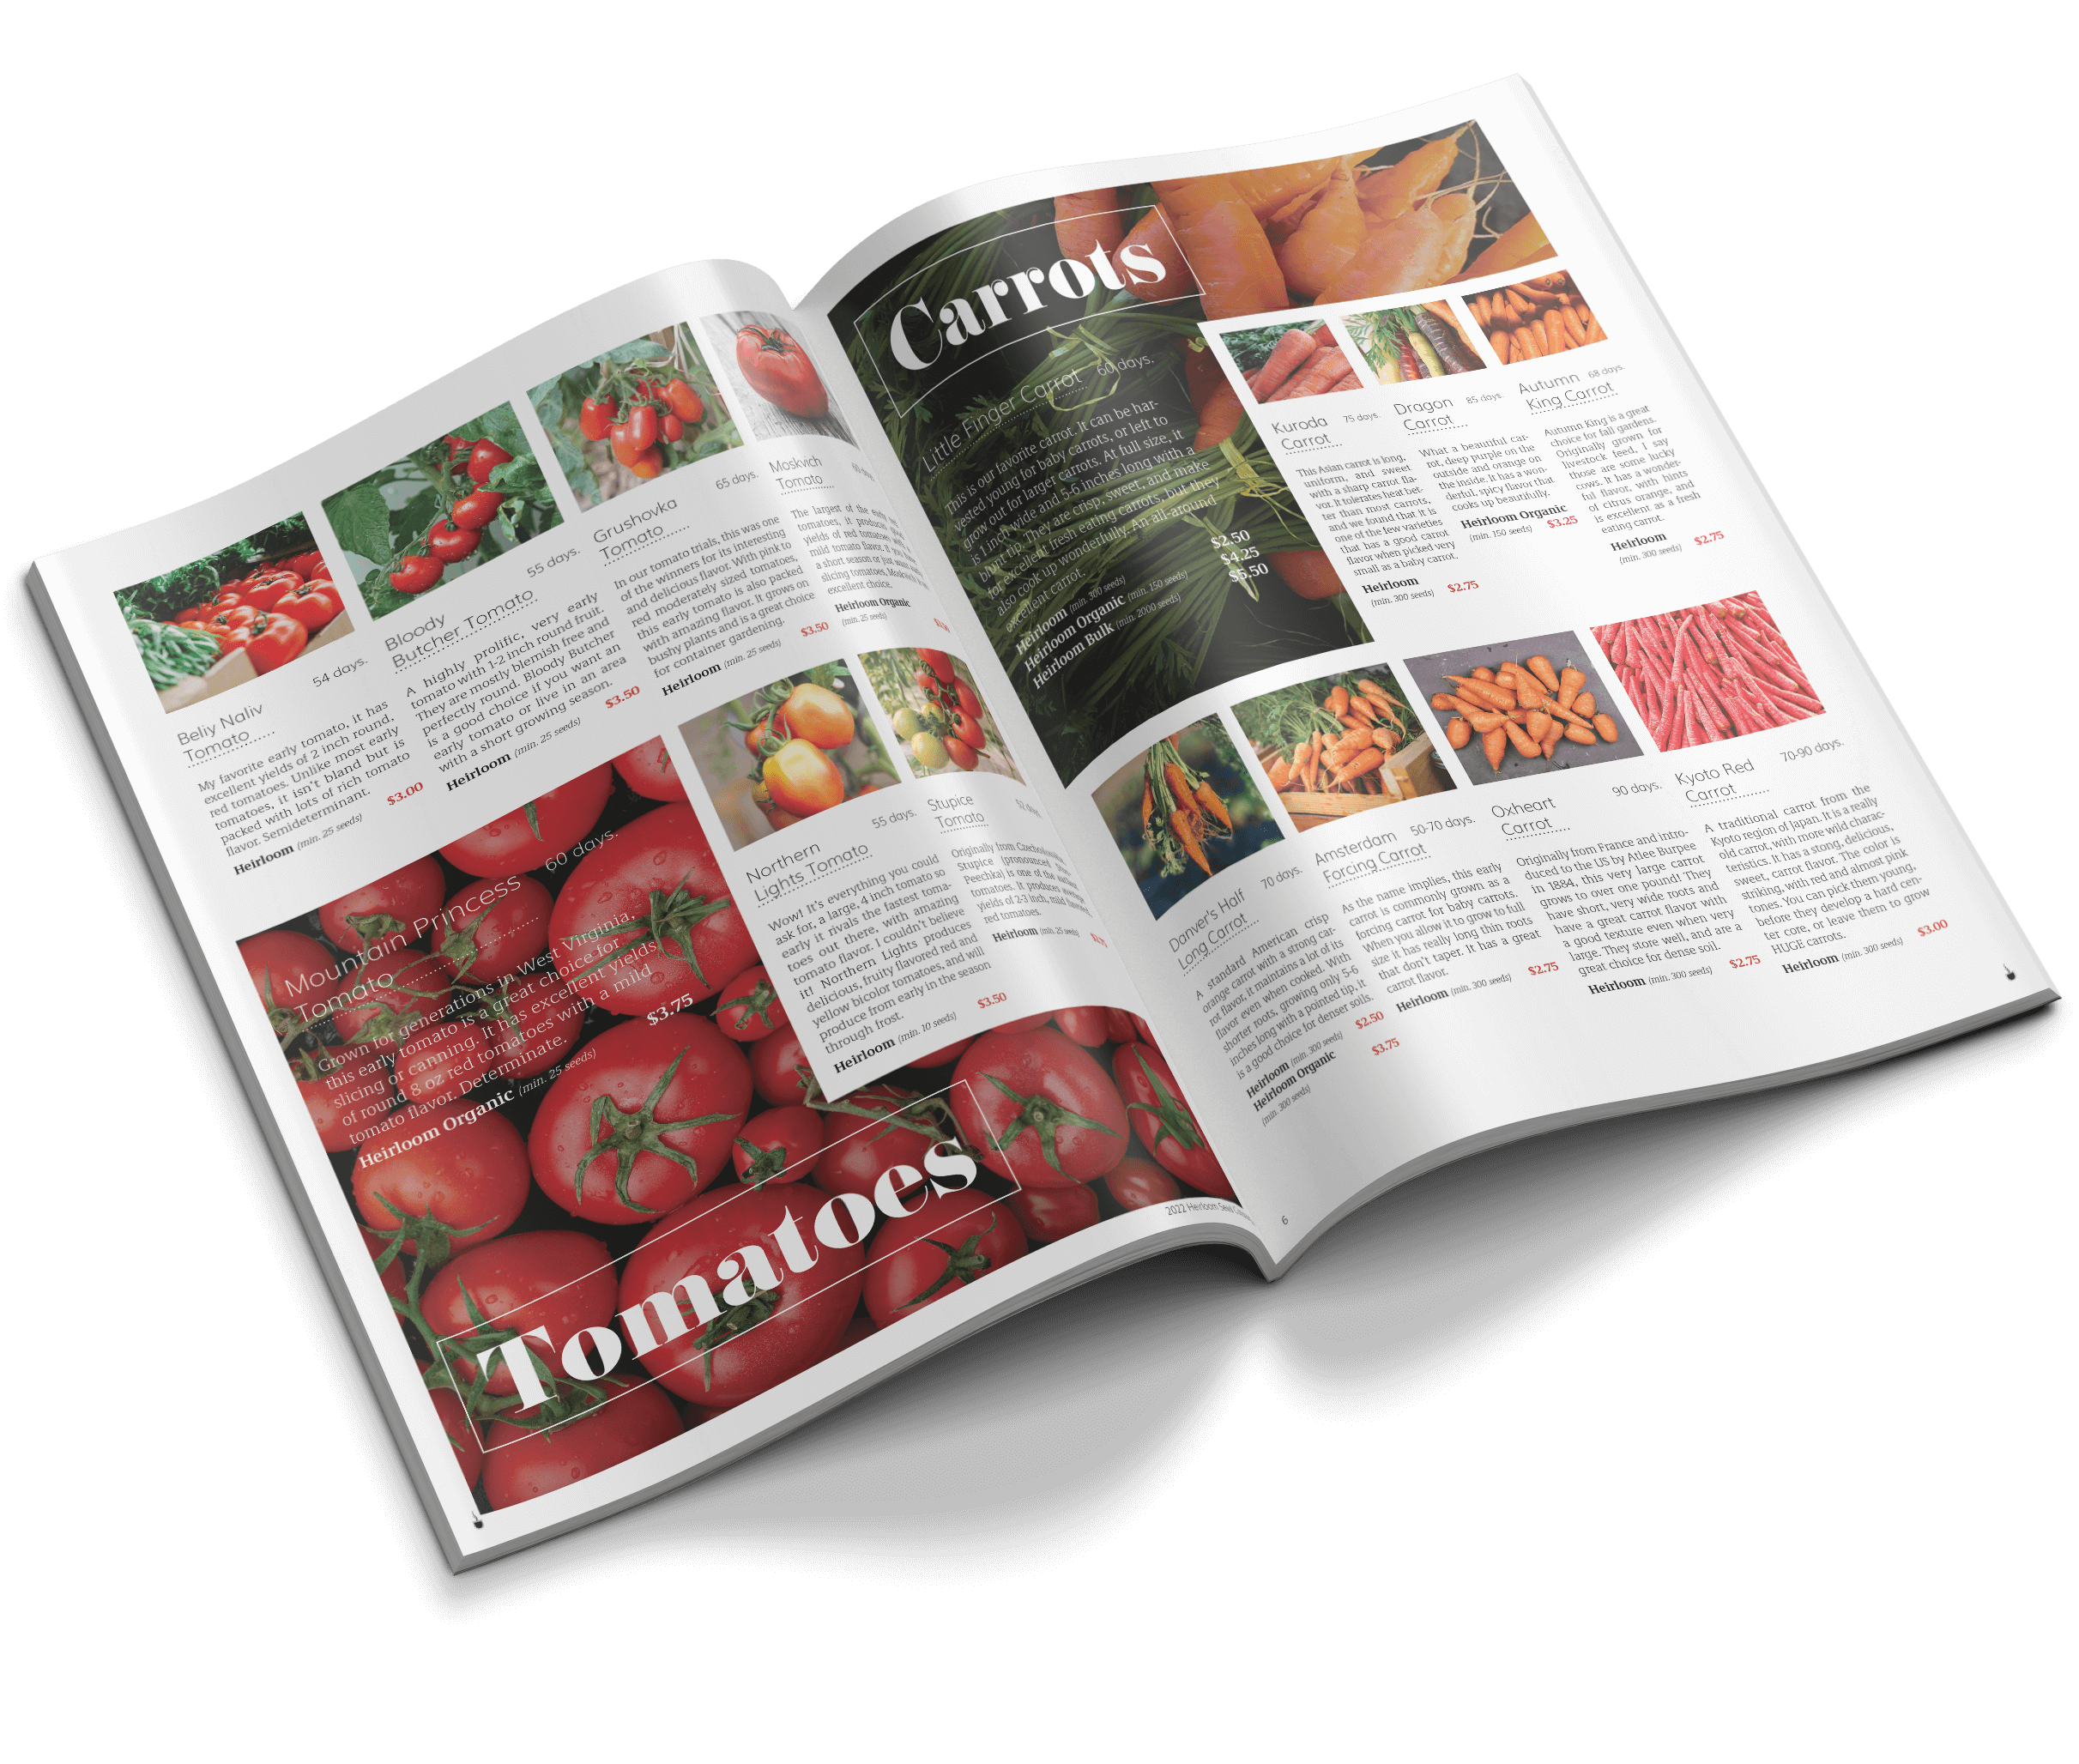 Beliy Naliv
Tomato
54 days.
My favorite early tomato, it has
excellent yields of 2 inch round,
red tomatoes. Unlike most early
tomatoes, it isn't bland but is
packed with lots of rich tomato
flavor. Semideterminant.
Heirloom (min. 25 seeds)
$3.00
Bloody
Butcher Tomato
55 days.
A highly prolific, very early
tomato with 1-2 inch round fruit.
They are mostly blemish free and
perfectly round. Bloody Butcher
is a good choice if you want an
early tomato or live in an area
with a short growing season.
Heirloom (min. 25 seeds)
$3.50
Grushovka
Tomato
65 days.
In our tomato trials, this was one
of the winners for its interesting
and delicious flavor. With pink to
red moderately sized tomatoes,
this early tomato is also packed
with amazing flavor. It grows on
bushy plants and is a great choice
for container gardening.
Heirloom (min. 25 seeds)
$3.50
Moskvich
Tomato
The largest of the early
tomatoes, it produces
yields of red tomatoes
mild tomato flavor. If you
a short season or just want
slicing tomatoes, Moskvich
excellent choice.
Heirloom Organic
(min. 25 seeds)
Mountain Princess
Tomato
60 days.
Grown for generations in West Virginia,
this early tomato is a great choice for
slicing or canning. It has excellent yields
of round 8 oz red tomatoes with a mild
tomato flavor. Determinate.
Heirloom Organic (min. 25 seeds)
$3.75
Northern
Lights Tomato
55 days.
Wow! It's everything you could
ask for, a large, 4 inch tomato so
early it rivals the fastest toma-
toes out there, with amazing
tomato flavor. I couldn't believe
it! Northern Lights produces
delicious, fruity flavored red and
yellow bicolor tomatoes, and will
produce from early in the season
through frost.
Heirloom (min. 10 seeds)
$3.50
Stupice
Tomato
Originally from
Stupice (pronounced
Peechka) is one of the
tomatoes. It produces
yields of 2-3 inch, mild
red tomatoes.
Heirloom (min. 25 seeds)
Tomatoes
2022 Heirloom Seeds
Carrots
Little Finger Carrot
60 days.
This is our favorite carrot. It can be har-
vested young for baby carrots, or left to
grow out for larger carrots. At full size, it
is 1 inch wide and 5-6 inches long with a
blunt tip. They are crisp, sweet, and make
for excellent fresh eating carrots, but they
also cook up wonderfully. An all-around
excellent carrot.
Heirloom (min. 300 seeds) $2.50
Heirloom Organic (min. 150 seeds) $4.25
Heirloom Bulk (min. 2000 seeds) $5.50
Kuroda
Carrot
75 days.
This Asian carrot is long,
uniform, and sweet
with a sharp carrot fla-
vor. It tolerates heat bet-
ter than most carrots,
and we found that it is
one of the few varieties
that has a good carrot
flavor when picked very
small as a baby carrot.
Heirloom
(min. 300 seeds)
$2.75
Dragon
Carrot
85 days.
What a beautiful car-
rot, deep purple on the
outside and orange on
the inside. It has a won-
derful, spicy flavor that
cooks up beautifully.
Heirloom Organic
(min. 150 seeds)
$3.25
Autumn
King Carrot
68 days.
Autumn King is a great
choice for fall gardens.
Originally grown for
livestock feed, I say
those are some lucky
cows. It has a wonder-
ful flavor, with hints
of citrus orange, and
is excellent as a fresh
eating carrot.
Heirloom
(min. 300 seeds)
$2.75
Danver's Half
Long Carrot
70 days.
A standard American crisp
orange carrot with a strong car-
rot flavor, it maintains a lot of its
flavor even when cooked. With
shorter roots, growing only 5-6
inches long with a pointed tip, it
is a good choice for denser soils.
Heirloom (min. 300 seeds) $2.50
Heirloom Organic
(min. 300 seeds)
$3.75
Amsterdam
Forcing Carrot
50-70 days.
As the name implies, this early
carrot is commonly grown as a
forcing carrot for baby carrots.
When you allow it to grow to full
size it has really long thin roots
that don't taper. It has a great
carrot flavor.
Heirloom (min. 300 seeds)
$2.75
Oxheart
Carrot
90 days.
Originally from France and intro-
duced to the US by Atlee Burpee
in 1884, this very large carrot
grows to over one pound! They
have short, very wide roots and
have a great carrot flavor with
a good texture even when very
large. They store well, and are a
great choice for dense soil.
Heirloom (min. 300 seeds)
$2.75
Kyoto Red
Carrot
70-90 days.
A traditional carrot from the
Kyoto region of Japan. It is a really
old carrot, with more wild charac-
teristics. It has a strong, delicious,
sweet, carrot flavor. The color is
striking, with red and almost pink
tones. You can pick them young,
before they develop a hard cen-
ter core, or leave them to grow
HUGE carrots.
Heirloom (min. 300 seeds)
$3.00
6